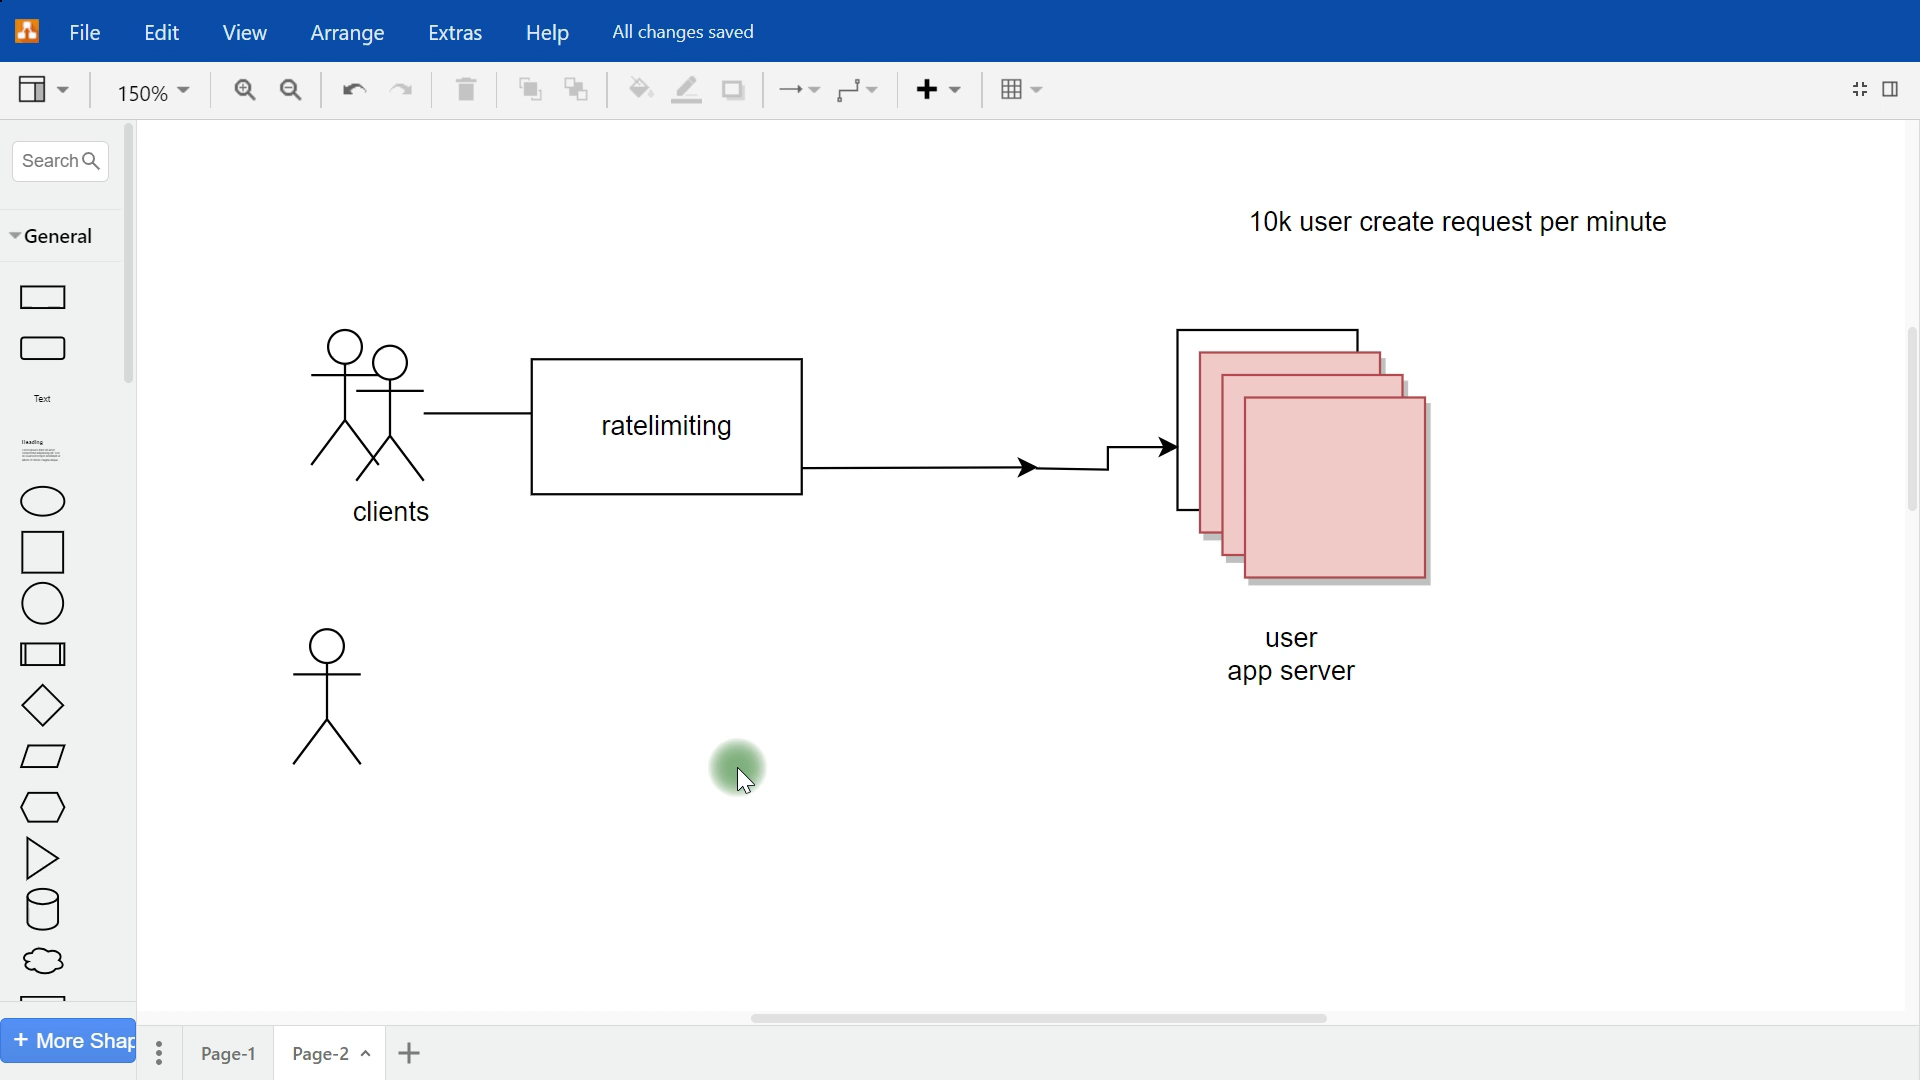 File Edit View Arrange Extras Help All changes saved
150%
Search
General
Text
Heading
10k user create request per minute
ratelimiting
clients
user
app server
+ More Shap
Page-1 Page-2